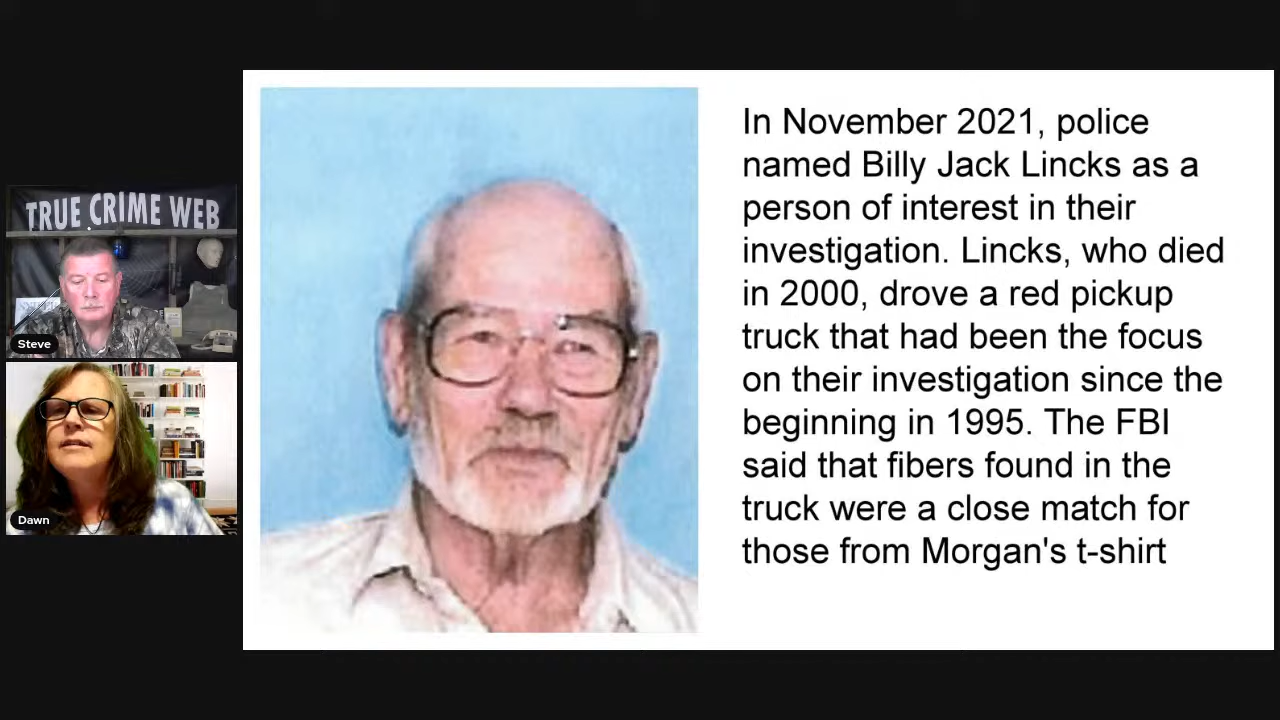 TRUE CRIME WEB
Steve
Dawn
In November 2021, police
named Billy Jack Lincks as a
person of interest in their
investigation. Lincks, who died
in 2000, drove a red pickup
truck that had been the focus
on their investigation since the
beginning in 1995. The FBI
said that fibers found in the
truck were a close match for
those from Morgan's t-shirt